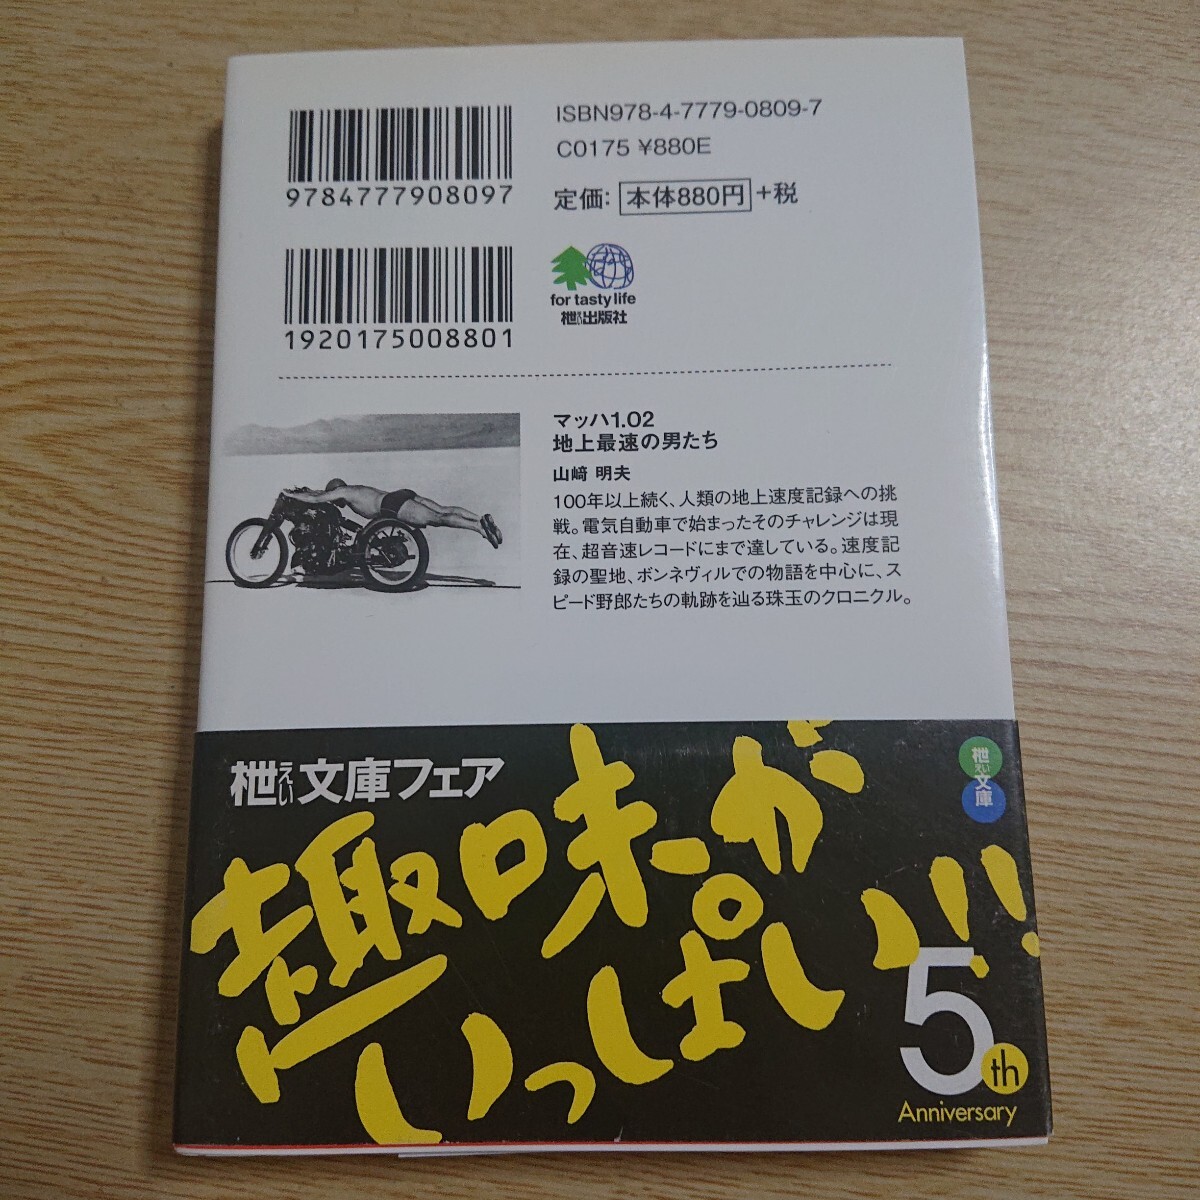 ISBN978-4-7779-0809-7
C0175 ¥880E
9784777908097
定価: 本体880円 +税
1920175008801
for tasty life
枻えい出版社
マッハ1.02
地上最速の男たち
山﨑 明夫
100年以上続く、人類の地上速度記録への挑
戦。電気自動車で始まったそのチャレンジは現
在、超音速レコードにまで達している。速度記
録の聖地、ボンネヴィルでの物語を中心に、ス
ピード野郎たちの軌跡を辿る珠玉のクロニクル。
枻えい文庫フェア
枻えい文庫
趣味が
いっぱい!!!
5th
Anniversary